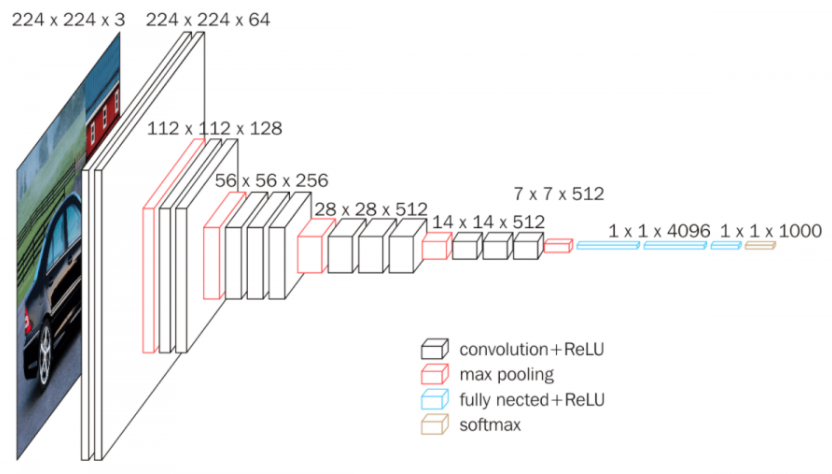 224 x 224 x 3
224 x 224 x 64
112 x 112 x 128
56 x 56 x 256
28 x 28 x 512
14 x 14 x 512
7 x 7 x 512
1 x 1 x 4096
1 x 1 x 1000
convolution+ReLU
max pooling
fully nected+ReLU
softmax